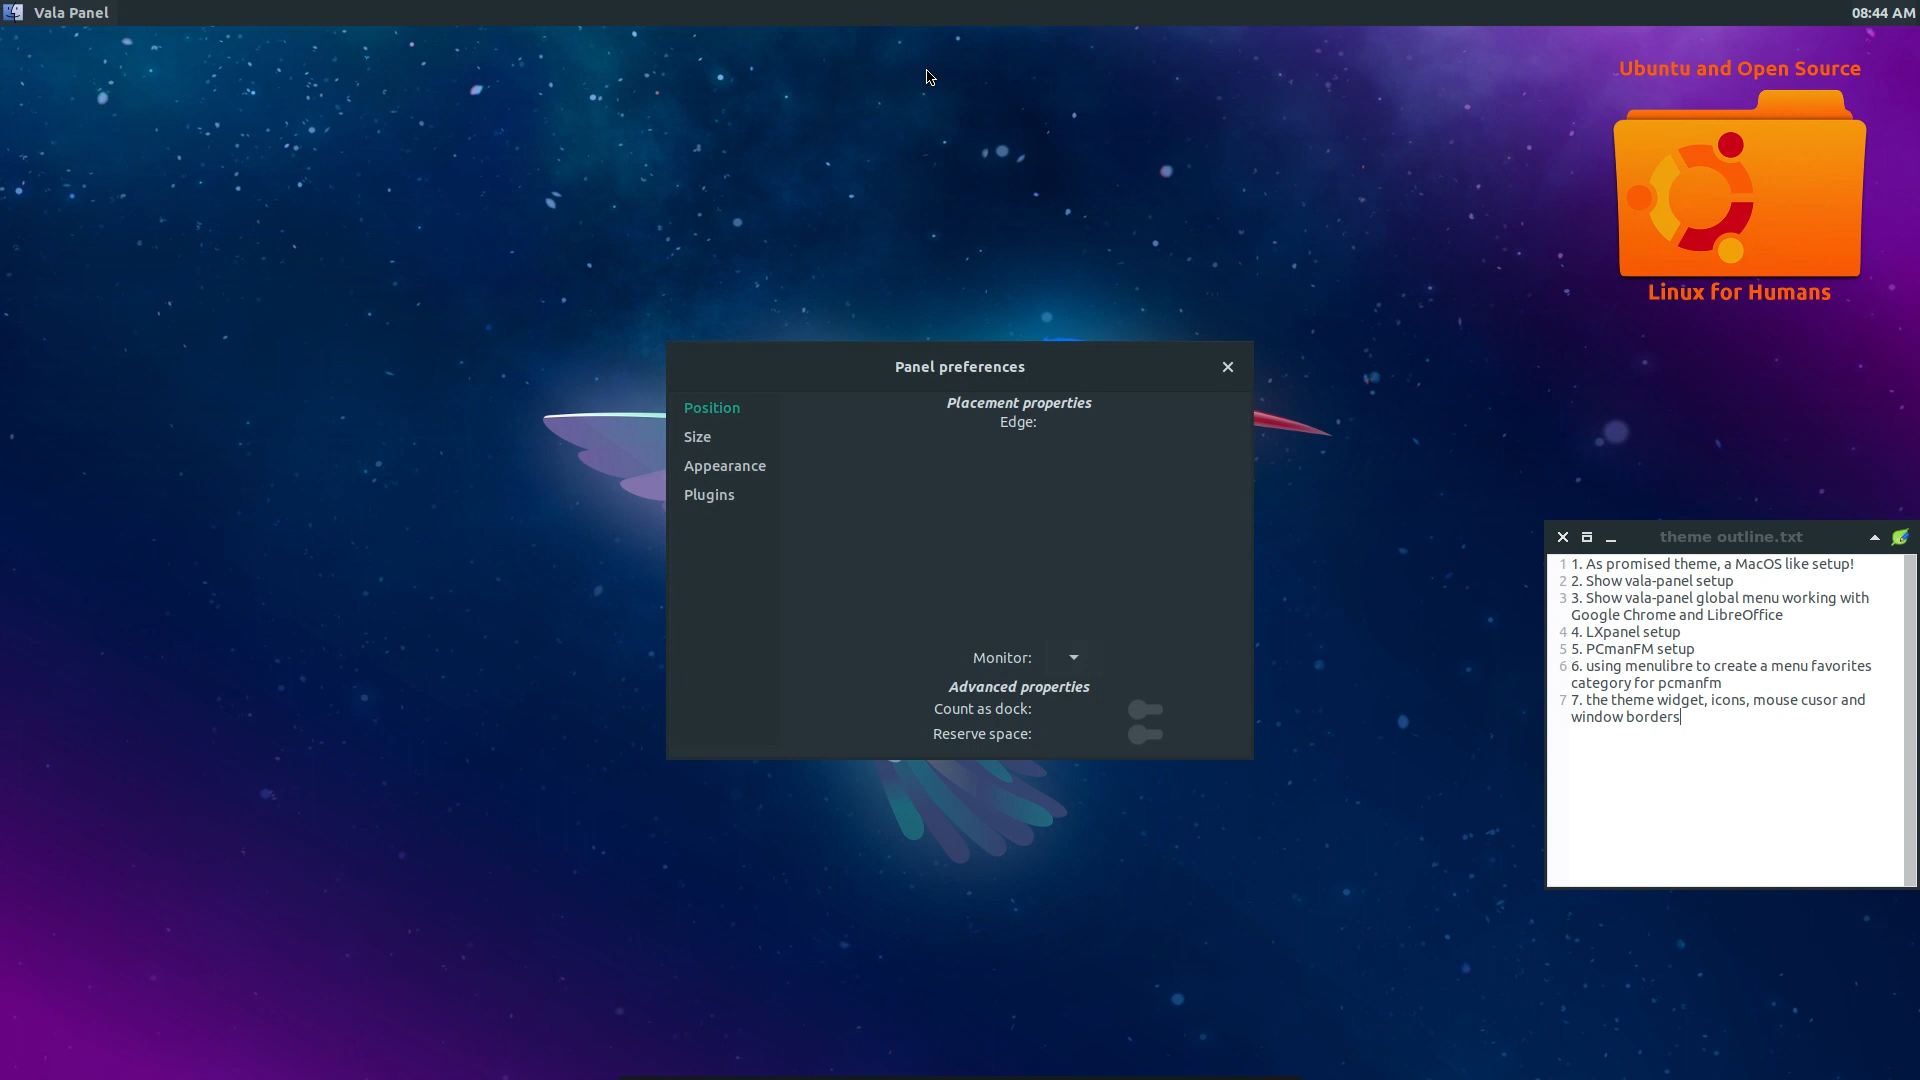 Vala Panel
08:44 AM
Ubuntu and Open Source
Linux for Humans
Panel preferences
Position
Size
Appearance
Plugins
Placement properties
Edge:
Monitor:
Advanced properties
Count as dock:
Reserve space:
theme outline.txt
1 1. As promised theme, a MacOS like setup!
2 2. Show vala-panel setup
3 3. Show vala-panel global menu working with
Google Chrome and LibreOffice
4 4. LXpanel setup
5 5. PCmanFM setup
6 6. using menulibre to create a menu favorites
category for pcmanfm
7 7. the theme widget, icons, mouse cusor and
window borders